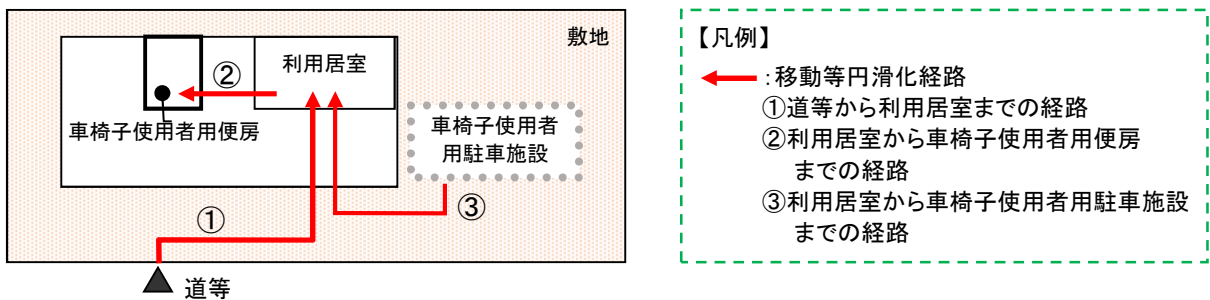 敷地
利用居室
②
車椅子使用者用便房
車椅子使用者
用駐車施設
③
①
道等
【凡例】
:移動等円滑化経路
①道等から利用居室までの経路
②利用居室から車椅子使用者用便房
までの経路
③利用居室から車椅子使用者用駐車施設
までの経路